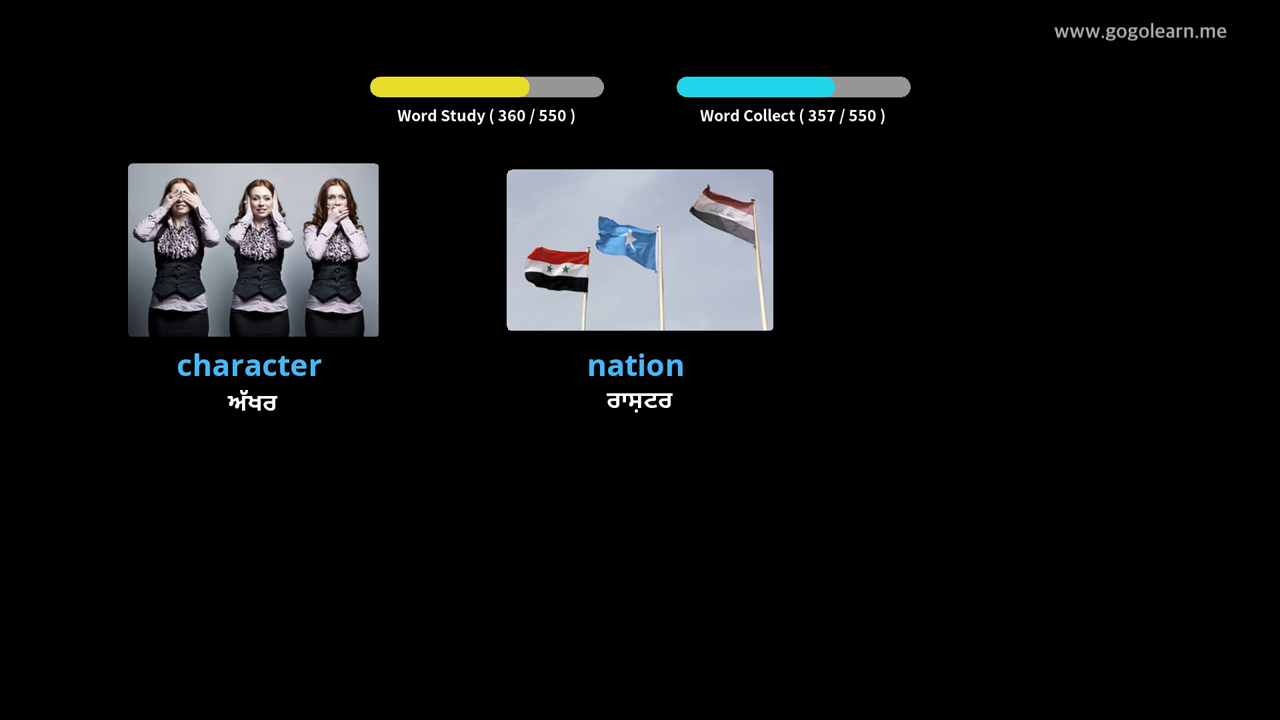 www.gogolearn.me
Word Study ( 360 / 550 )
Word Collect ( 357 / 550 )
character
ਅੱਖਰ
nation
ਰਾਸ਼ਟਰ